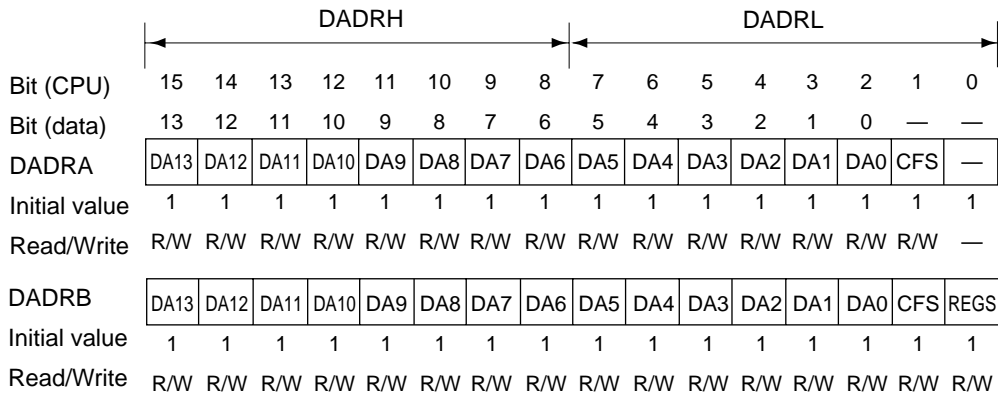 DADRH DADRL
Bit (CPU) 15 14 13 12 11 10 9 8 7 6 5 4 3 2 1 0
Bit (data) 13 12 11 10 9 8 7 6 5 4 3 2 1 0 — —
DADRA DA13 DA12 DA11 DA10 DA9 DA8 DA7 DA6 DA5 DA4 DA3 DA2 DA1 DA0 CFS —
Initial value 1 1 1 1 1 1 1 1 1 1 1 1 1 1 1 1
Read/Write R/W R/W R/W R/W R/W R/W R/W R/W R/W R/W R/W R/W R/W R/W R/W —
DADRB DA13 DA12 DA11 DA10 DA9 DA8 DA7 DA6 DA5 DA4 DA3 DA2 DA1 DA0 CFS REGS
Initial value 1 1 1 1 1 1 1 1 1 1 1 1 1 1 1 1
Read/Write R/W R/W R/W R/W R/W R/W R/W R/W R/W R/W R/W R/W R/W R/W R/W R/W